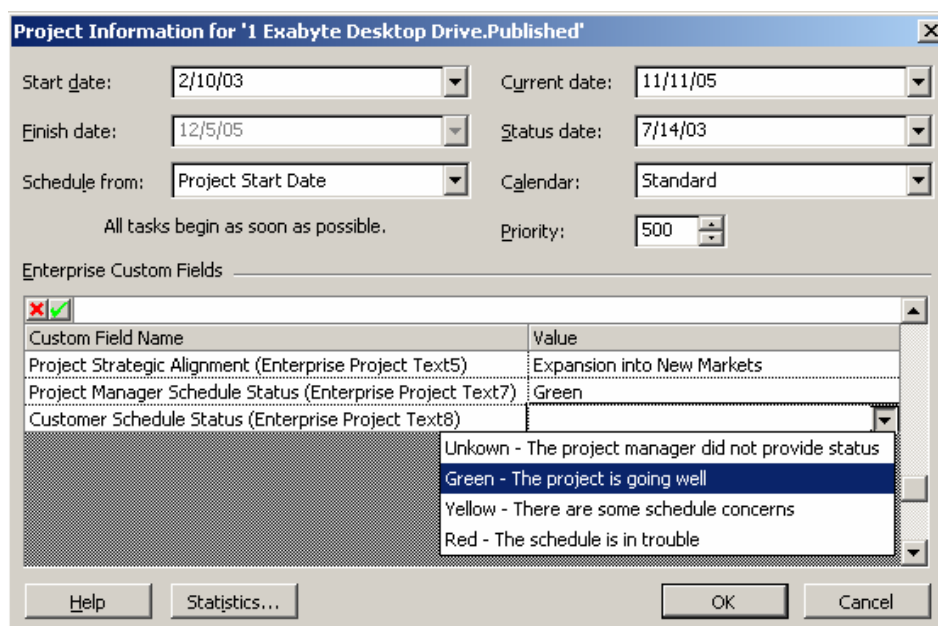 Project Information for '1 Exabyte Desktop Drive.Published'
Start date: 2/10/03 Current date: 11/11/05
Finish date: 12/5/05 Status date: 7/14/03
Schedule from: Project Start Date Calendar: Standard
All tasks begin as soon as possible. Priority: 500
Enterprise Custom Fields
Custom Field Name Value
Project Strategic Alignment (Enterprise Project Text5) Expansion into New Markets
Project Manager Schedule Status (Enterprise Project Text7) Green
Customer Schedule Status (Enterprise Project Text8)
Unkown - The project manager did not provide status
Green - The project is going well
Yellow - There are some schedule concerns
Red - The schedule is in trouble
Help Statistics... OK Cancel